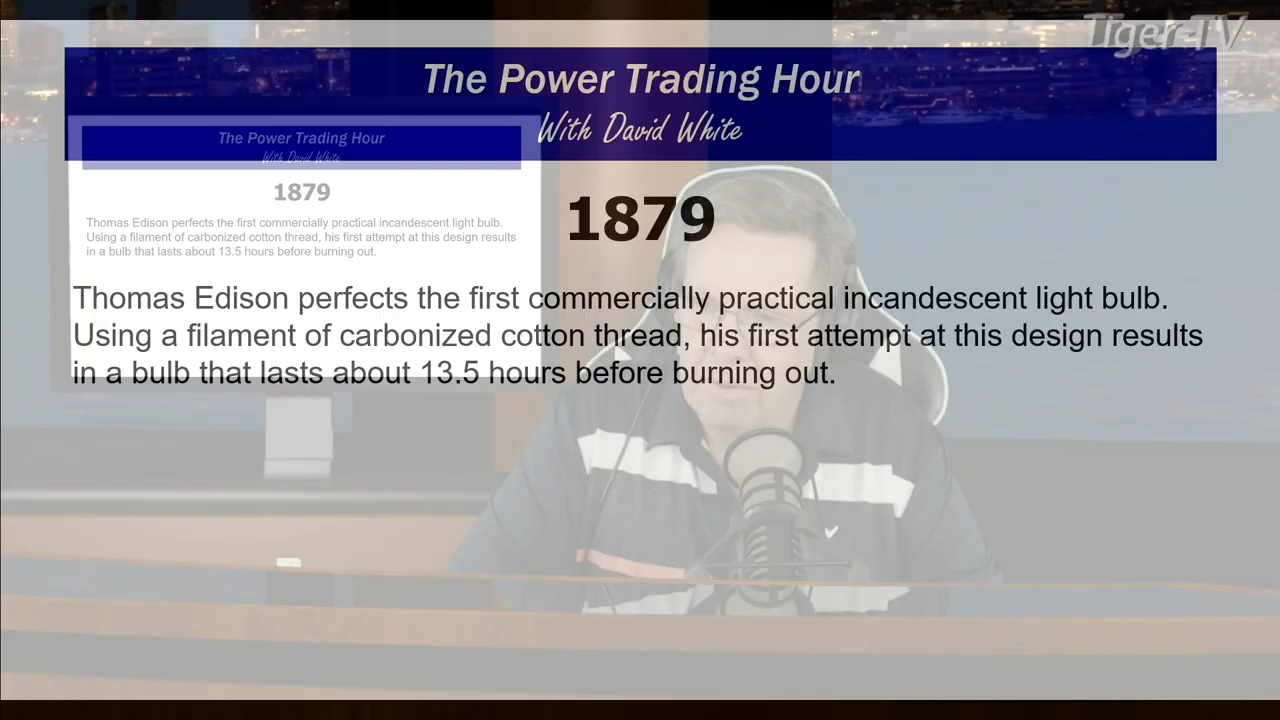 Tiger-TV
The Power Trading Hour
With David White
The Power Trading Hour
With David White
1879
Thomas Edison perfects the first commercially practical incandescent light bulb.
Using a filament of carbonized cotton thread, his first attempt at this design results
in a bulb that lasts about 13.5 hours before burning out.
1879
Thomas Edison perfects the first commercially practical incandescent light bulb.
Using a filament of carbonized cotton thread, his first attempt at this design results
in a bulb that lasts about 13.5 hours before burning out.